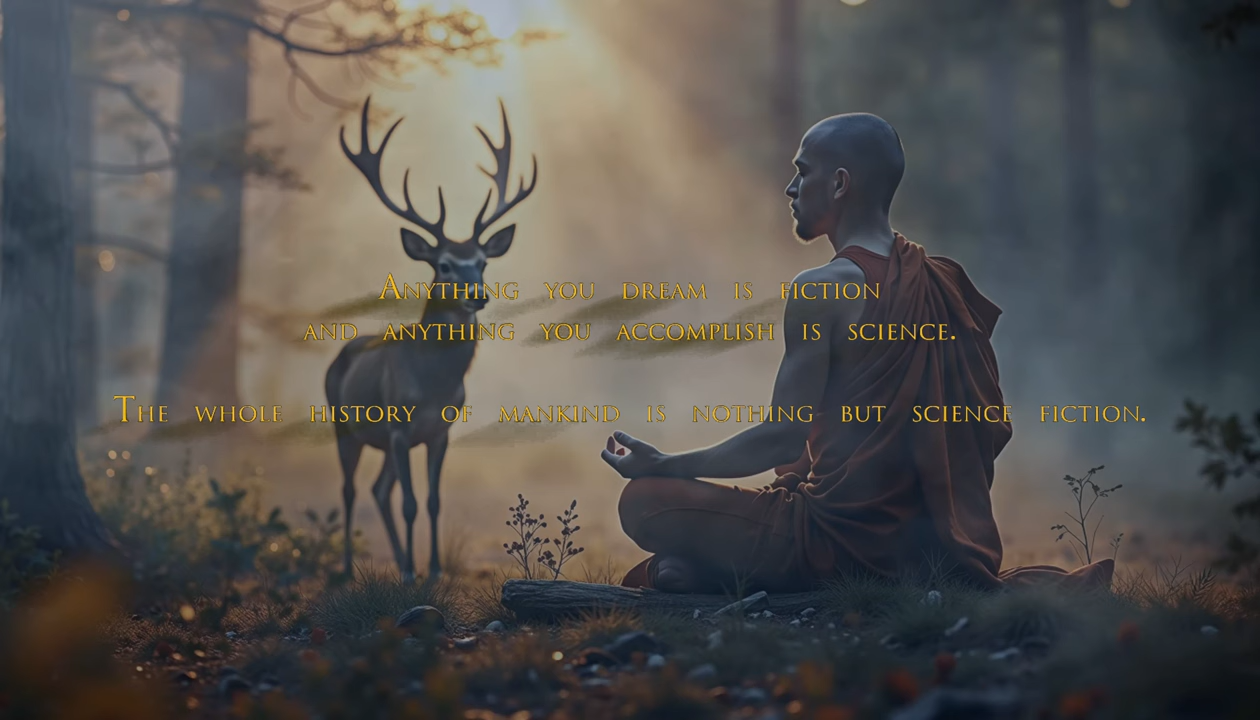 Anything you dream is fiction
and anything you accomplish is science.
The whole history of mankind is nothing but science fiction.